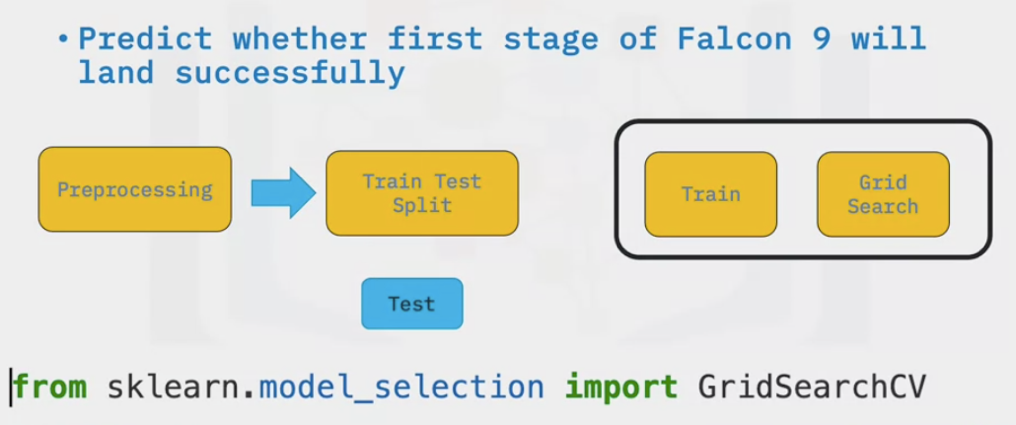 • Predict whether first stage of Falcon 9 will
land successfully
Preprocessing
Train Test
Split
Train
Grid
Search
Test
from sklearn.model_selection import GridSearchCV